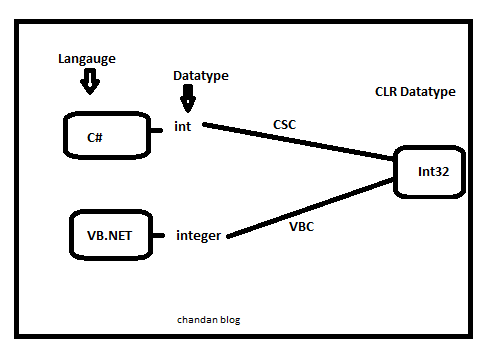 Langauge
Datatype
CLR Datatype
C#
int
CSC
Int32
VB.NET
integer
VBC
chandan blog